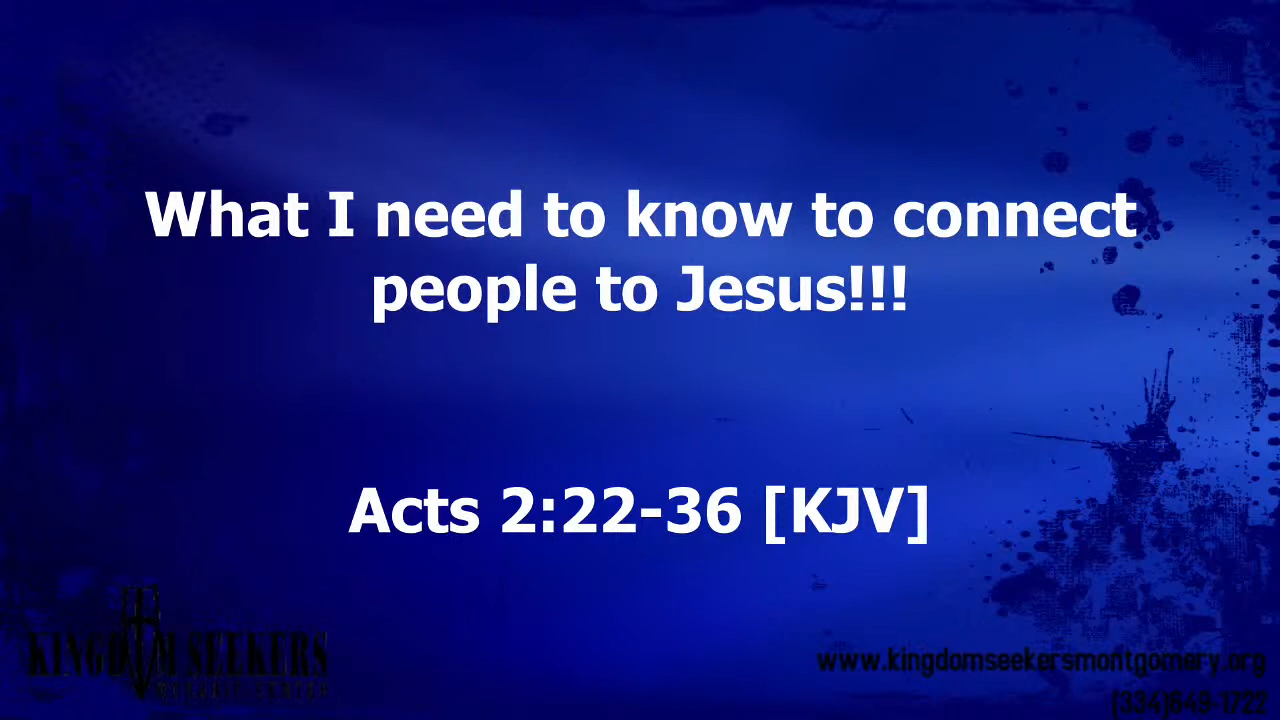 What I need to know to connect
people to Jesus!!!
Acts 2:22-36 [KJV]
KINGDOM SEEKERS
www.kingdomseekersmontgomery.org
(334)649-1722